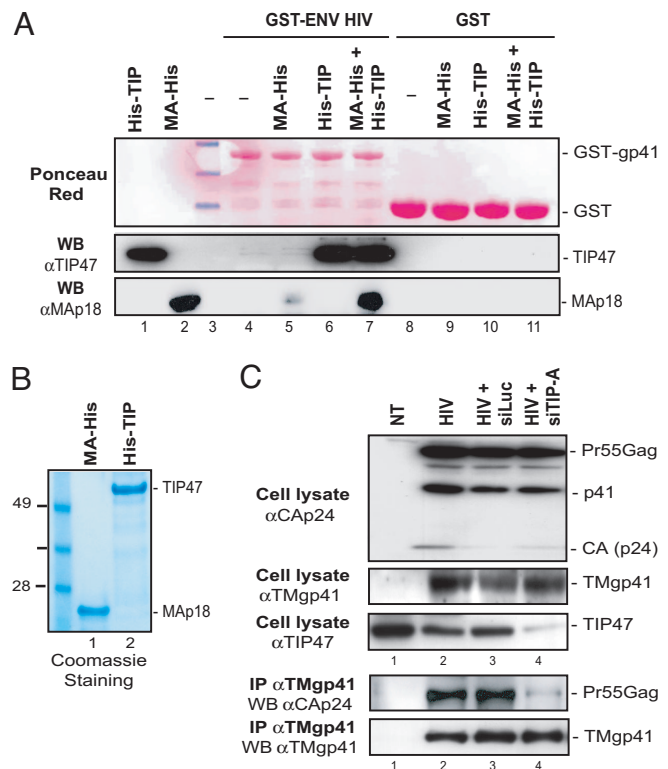 A
GST-ENV HIV
GST
His-TIP
MA-His
–
–
MA-His
His-TIP
MA-His +
His-TIP
–
MA-His
His-TIP
MA-His +
His-TIP
Ponceau
Red
- GST-gp41
- GST
WB
αTIP47
- TIP47
WB
αMAp18
- MAp18
1 2 3 4 5 6 7 8 9 10 11
B
MA-His
His-TIP
49
28
- TIP47
- MAp18
1 2
Coomassie
Staining
C
NT
HIV
HIV +
siLuc
HIV +
siTIP-A
Cell lysate
αCAp24
- Pr55Gag
- p41
- CA (p24)
Cell lysate
αTMgp41
- TMgp41
Cell lysate
αTIP47
- TIP47
1 2 3 4
IP αTMgp41
WB αCAp24
- Pr55Gag
IP αTMgp41
WB αTMgp41
- TMgp41
1 2 3 4